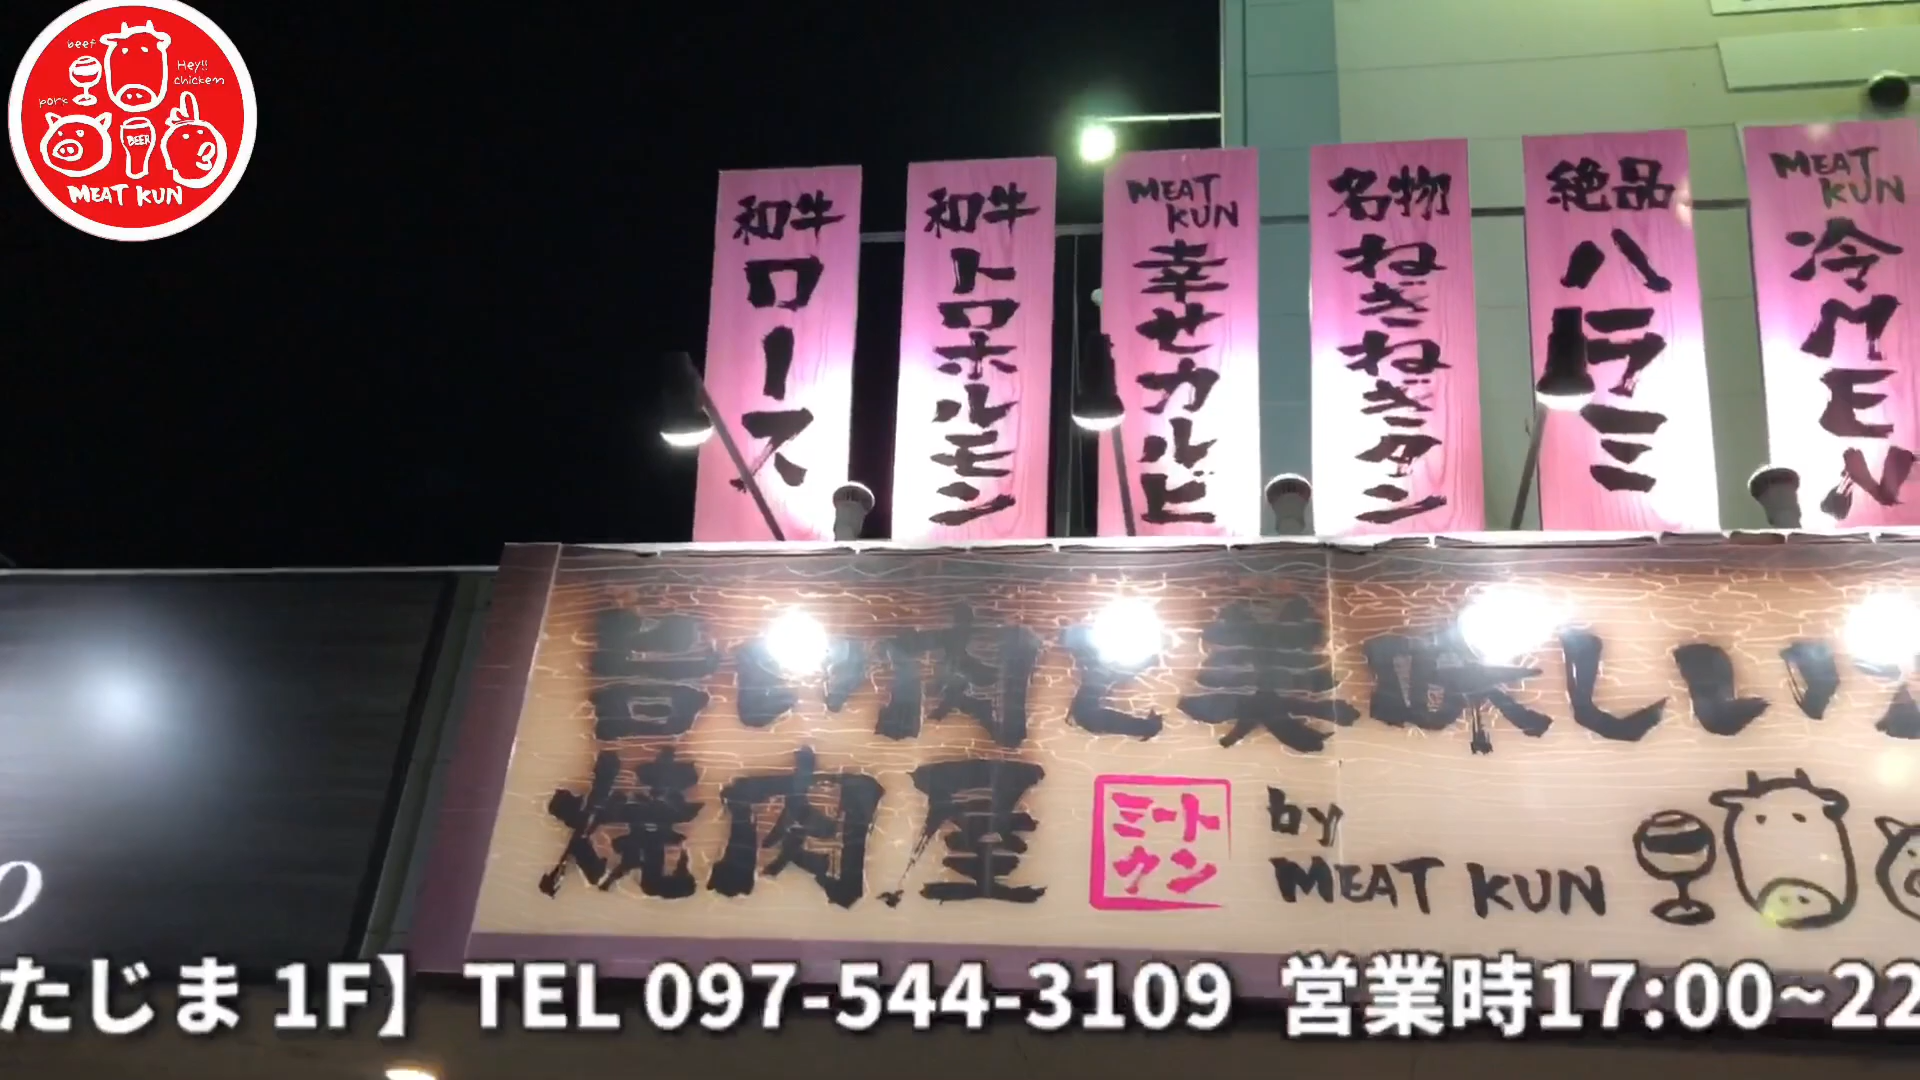 beef
Hey!!
chicken
pork
BEER
MEAT KUN
和牛
ロース
和牛
トロホルモン
MEAT
KUN
幸せカルビ
名物
ねぎねぎタン
絶品
ハラミ
MEAT
KUN
冷MEN
旨い肉と美味しい
焼肉屋
ミート
クン
by
MEAT KUN
たじま 1F】 TEL 097-544-3109 営業時17:00~22